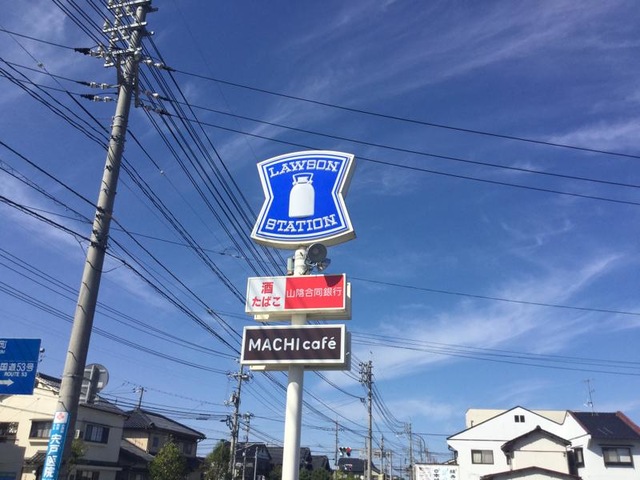 LAWSON
STATION
酒
たばこ
山陰合同銀行
MACHI café
国道53号
ROUTE 53